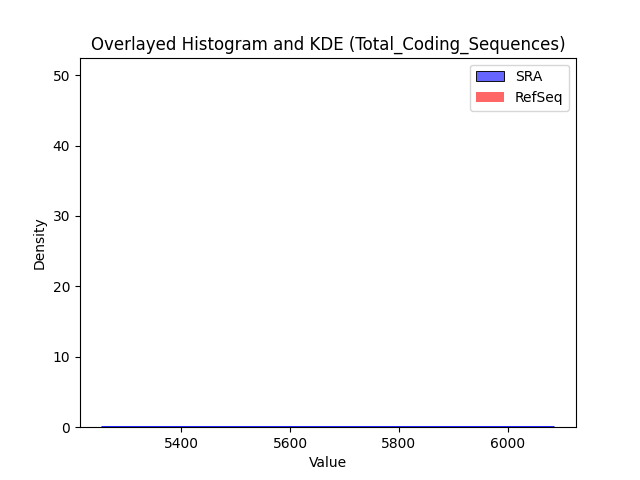 Overlayed Histogram and KDE (Total_Coding_Sequences)
SRA
RefSeq
50
40
30
20
10
0
Density
5400 5600 5800 6000
Value